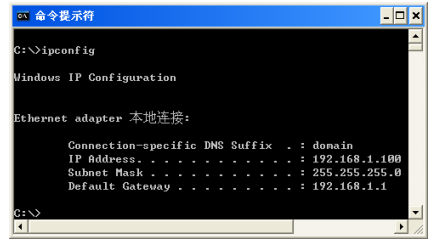 命令提示符
C:\>ipconfig
Windows IP Configuration
Ethernet adapter 本地连接:
Connection-specific DNS Suffix . : domain
IP Address. . . . . . . . . . . . : 192.168.1.100
Subnet Mask . . . . . . . . . . . : 255.255.255.0
Default Gateway . . . . . . . . . : 192.168.1.1
C:\>